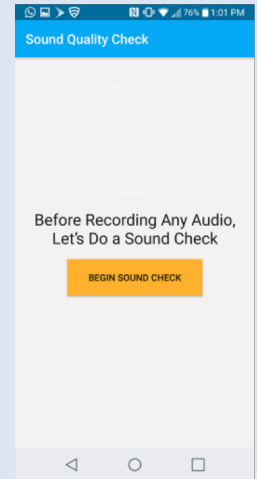 76% 1:01 PM
Sound Quality Check
Before Recording Any Audio,
Let's Do a Sound Check
BEGIN SOUND CHECK